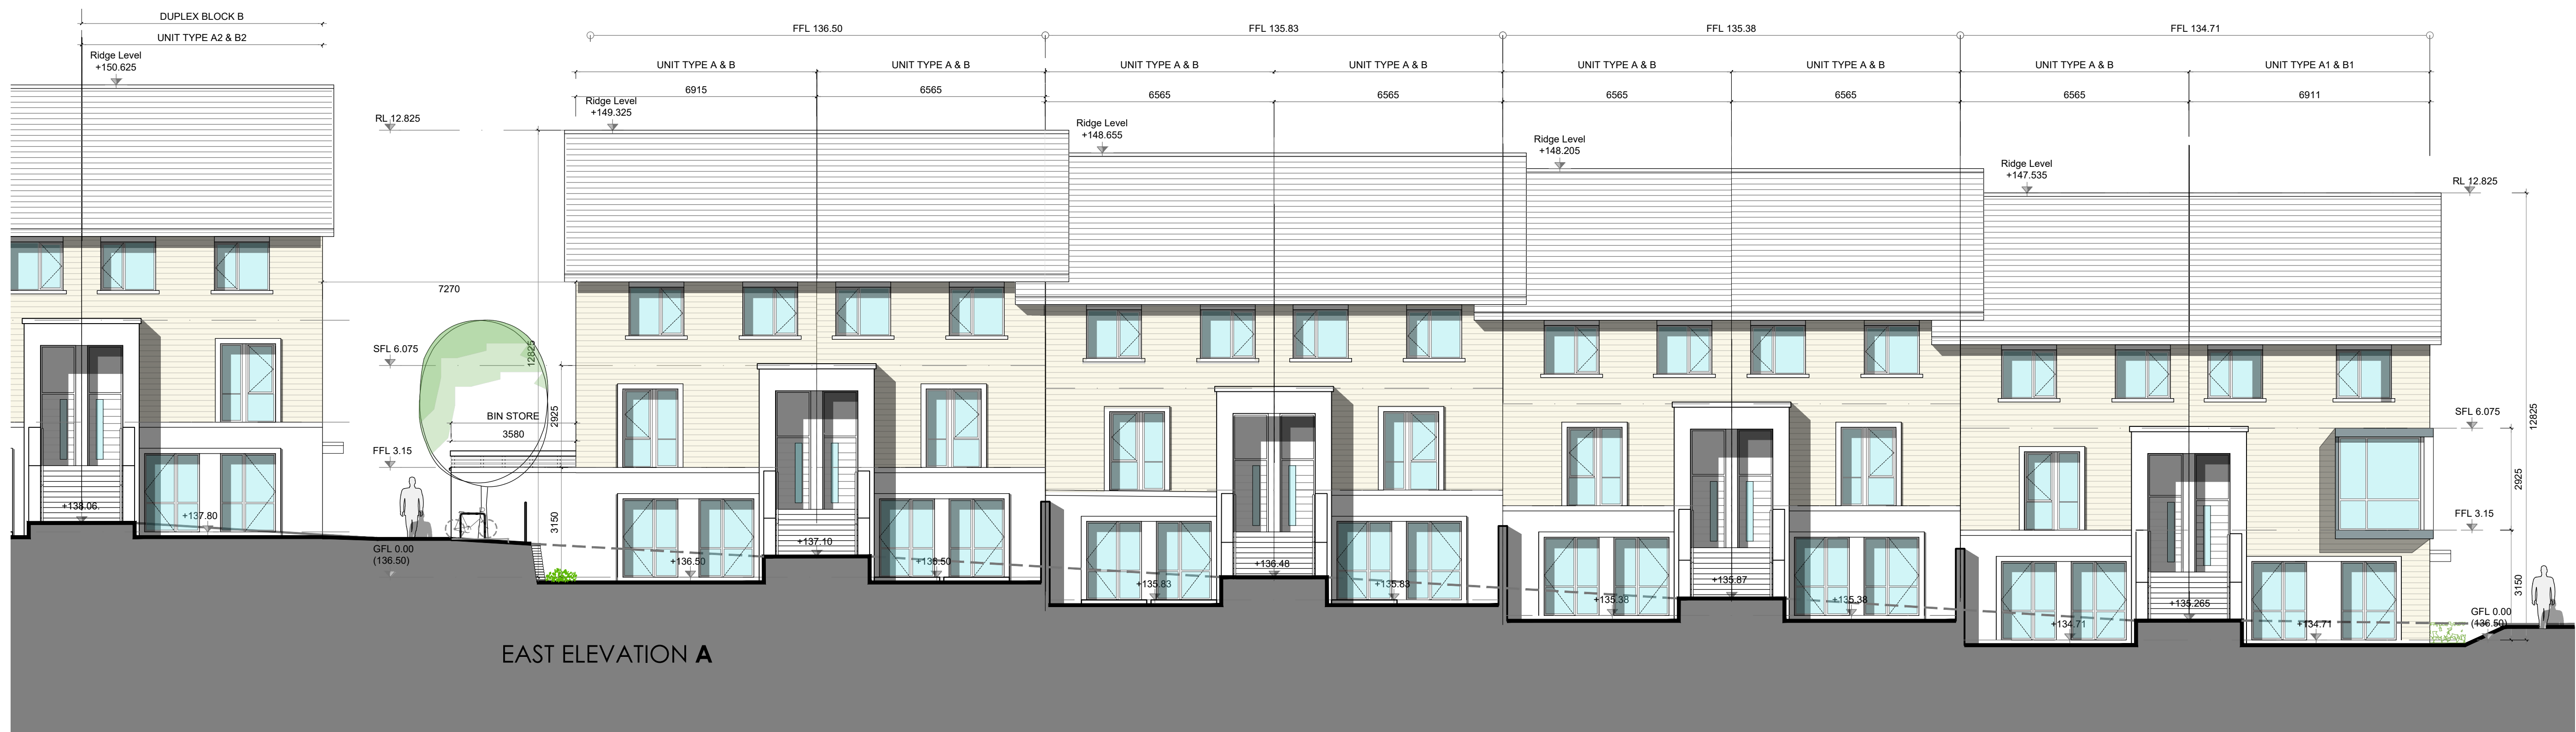 DUPLEX BLOCK B
UNIT TYPE A2 & B2
Ridge Level
+150.625
FFL 136.50
FFL 135.83
FFL 135.38
FFL 134.71
UNIT TYPE A & B
UNIT TYPE A & B
UNIT TYPE A & B
UNIT TYPE A & B
UNIT TYPE A & B
UNIT TYPE A & B
UNIT TYPE A & B
UNIT TYPE A1 & B1
6915
6565
6565
6565
6565
6565
6565
6911
Ridge Level
+149.325
RL 12.825
Ridge Level
+148.655
Ridge Level
+148.205
Ridge Level
+147.535
RL 12.825
7270
SFL 6.075
12825
BIN STORE
2925
3580
FFL 3.15
3150
SFL 6.075
12825
2925
FFL 3.15
3150
+138.06.
+137.80
GFL 0.00
(136.50)
+137.10
+136.50
+136.50
+136.48
+135.83
+135.83
+135.87
+135.38
+135.38
+135.265
+134.71
+134.71
GFL 0.00
(136.50)
EAST ELEVATION A